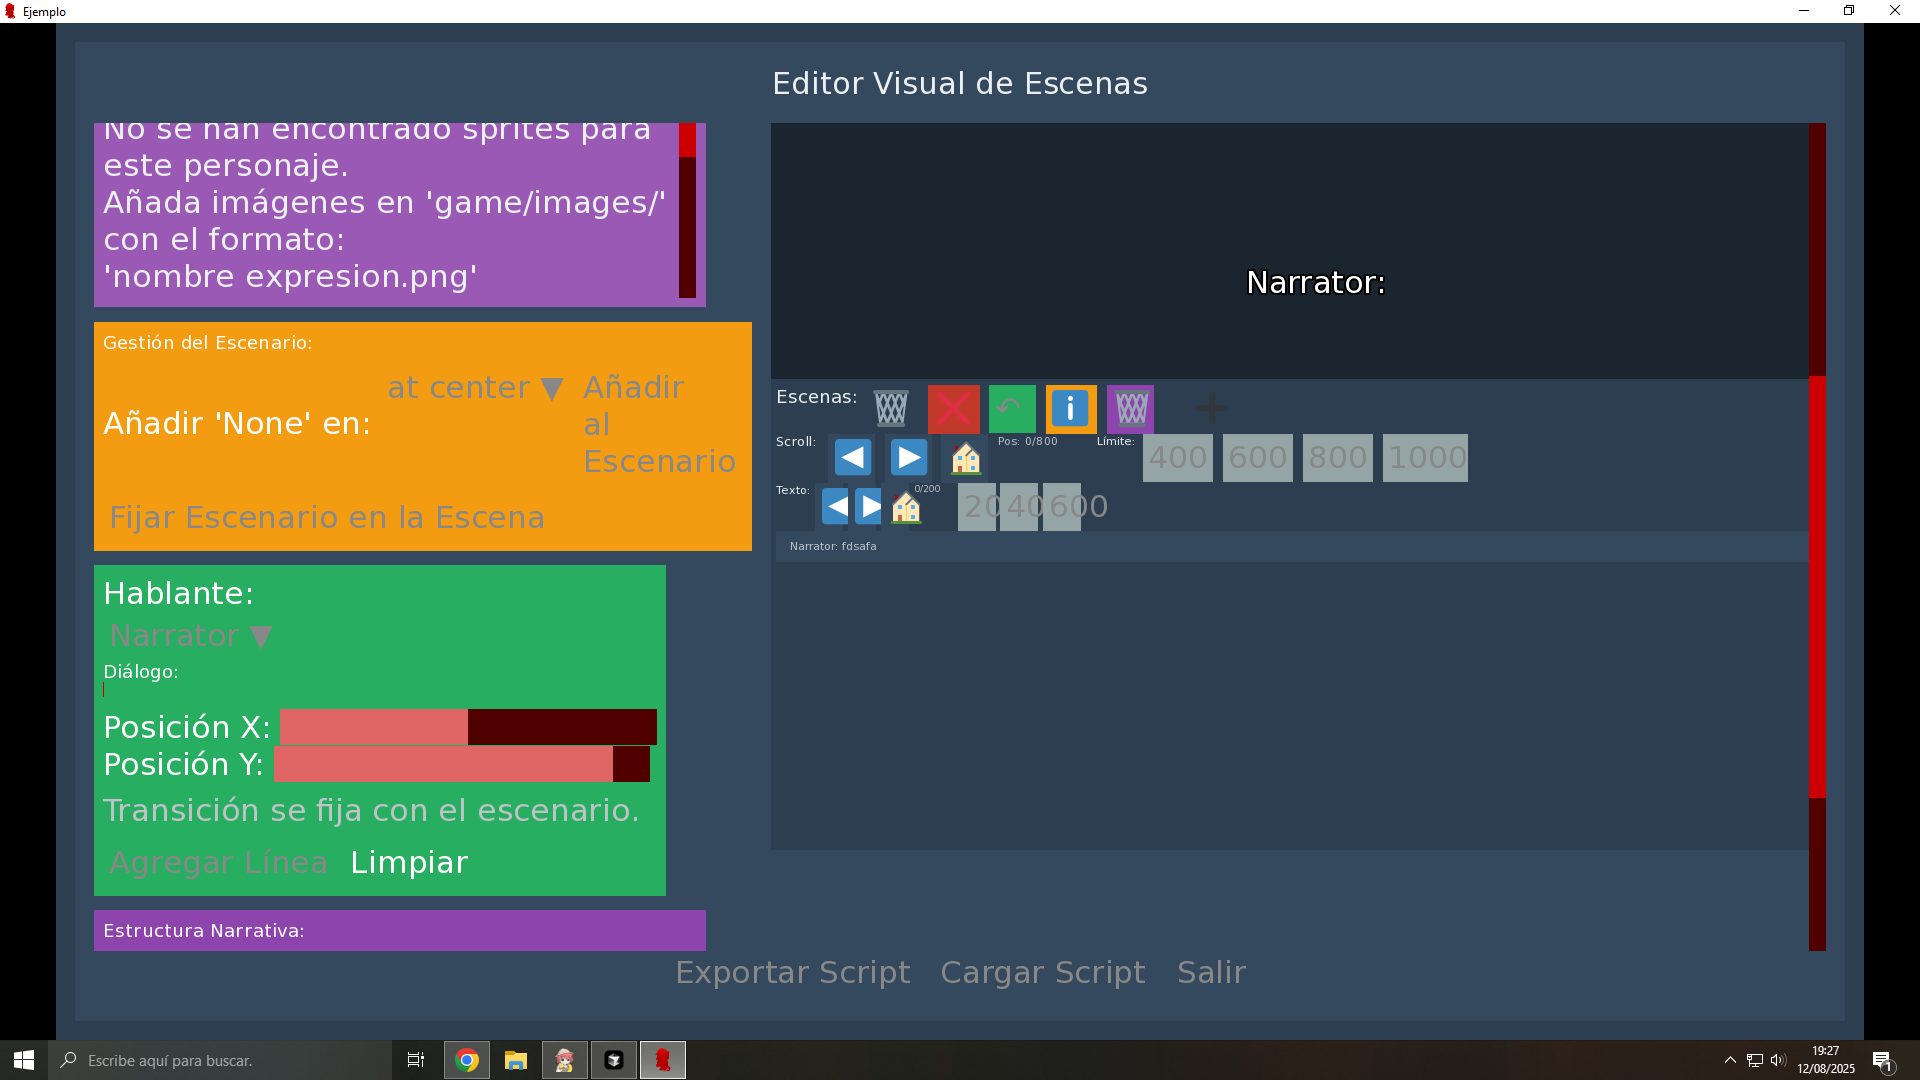 Ejemplo
Editor Visual de Escenas
No se han encontrado sprites para
este personaje.
Añada imágenes en 'game/images/'
con el formato:
'nombre expresion.png'
Gestión del Escenario:
Añadir 'None' en:
at center ▼
Añadir
al
Escenario
Fijar Escenario en la Escena
Hablante:
Narrator ▼
Diálogo:
Posición X:
Posición Y:
Transición se fija con el escenario.
Agregar Línea Limpiar
Estructura Narrativa:
Narrator:
Escenas:
Scroll: Pos: 0/800 Límite: 400 600 800 1000
Texto: 0/200 20 40 600
Narrator: fdsafa
Exportar Script Cargar Script Salir
Escribe aquí para buscar.
19:27
12/08/2025
1